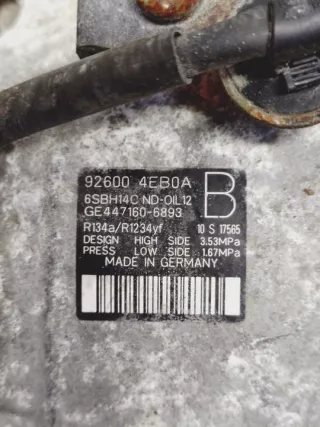 92600 4EB0A B
6SBH14C ND-OIL12
GE447160-6893
R134a/R1234yf 10 S 17565
DESIGN HIGH SIDE 3.53MPa
PRESS LOW SIDE 1.67MPa
MADE IN GERMANY